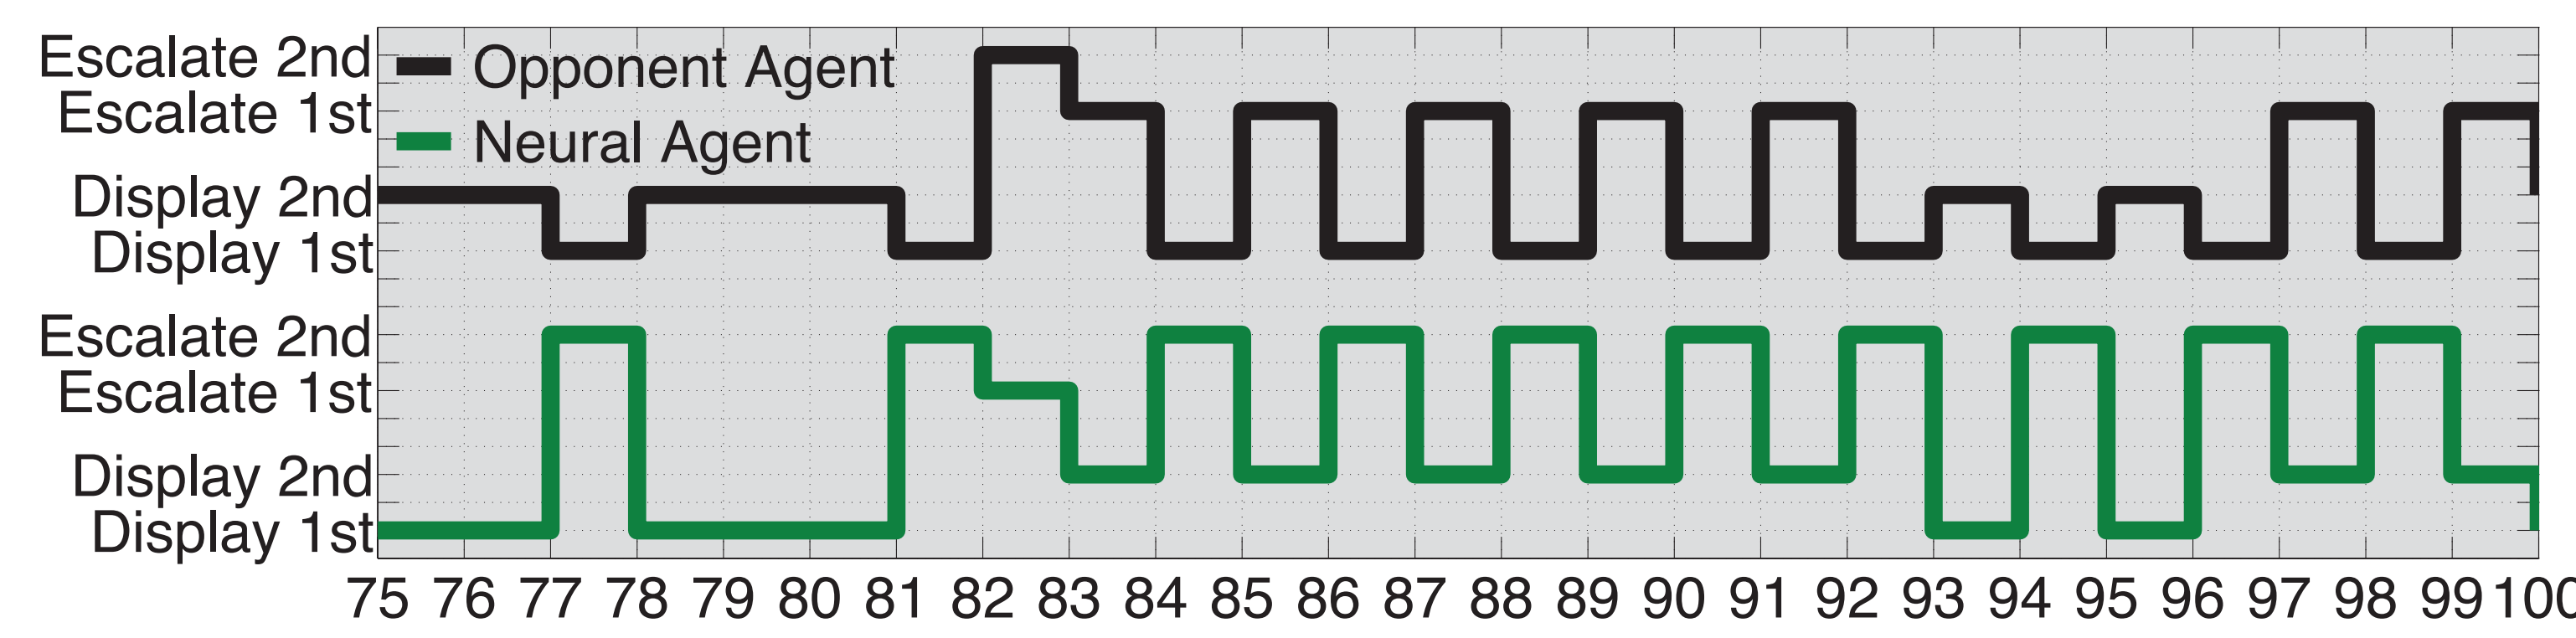 Escalate 2nd
Opponent Agent
Escalate 1st
Neural Agent
Display 2nd
Display 1st
Escalate 2nd
Escalate 1st
Display 2nd
Display 1st
75 76 77 78 79 80 81 82 83 84 85 86 87 88 89 90 91 92 93 94 95 96 97 98 99 100